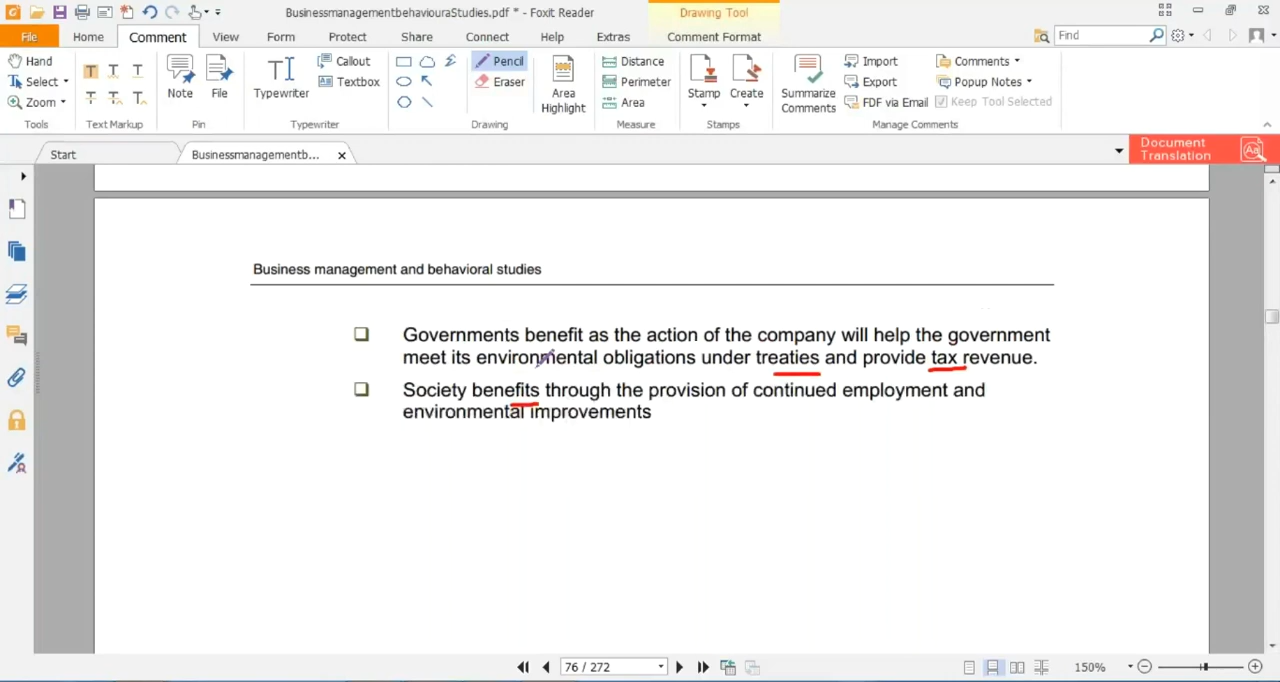 BusinessmanagementbehaviouraStudies.pdf * - Foxit Reader
Drawing Tool
File Home Comment View Form Protect Share Connect Help Extras Comment Format Find
Hand
Select
Zoom
Tools
Text Markup
Note
File
Pin
Typewriter
Callout
Textbox
Typewriter
Pencil
Eraser
Drawing
Area
Highlight
Distance
Perimeter
Area
Measure
Stamp
Create
Stamps
Summarize
Comments
Import
Export
FDF via Email
Comments
Popup Notes
Keep Tool Selected
Manage Comments
Start
Businessmanagementb...
Document
Translation
Business management and behavioral studies
Governments benefit as the action of the company will help the government
meet its environmental obligations under treaties and provide tax revenue.
Society benefits through the provision of continued employment and
environmental improvements
76 / 272
150%